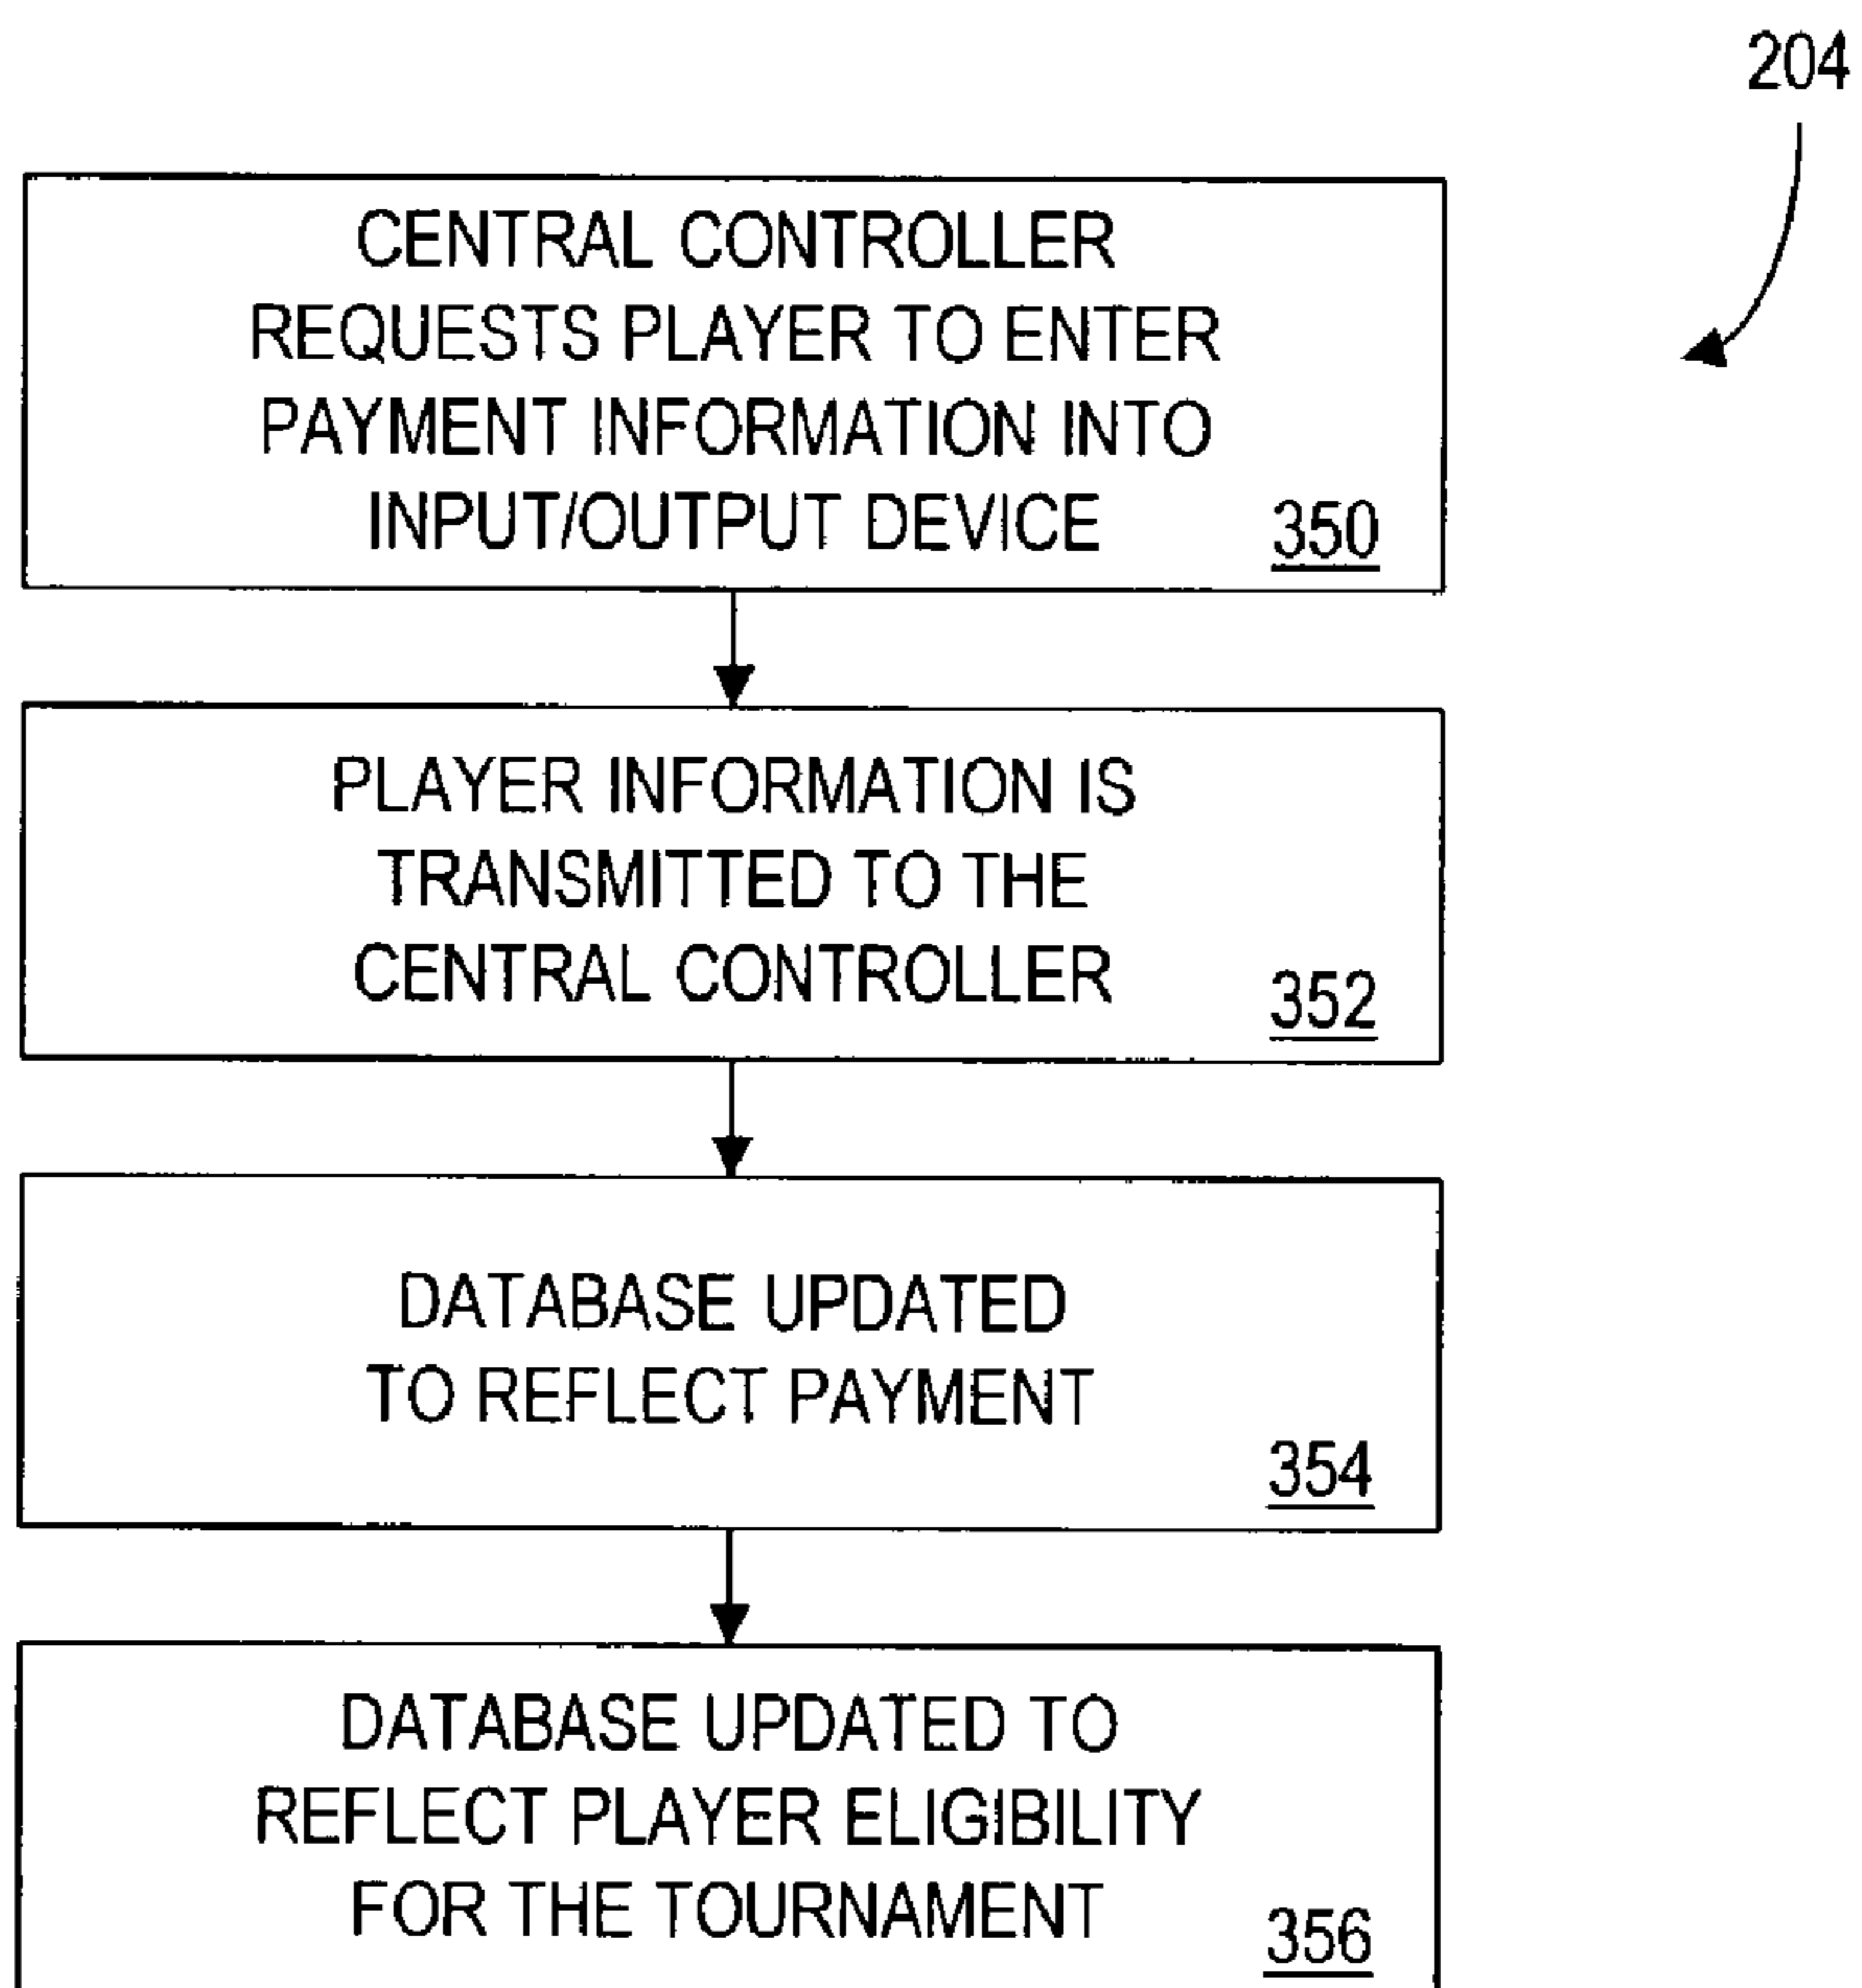 204
CENTRAL CONTROLLER
REQUESTS PLAYER TO ENTER
PAYMENT INFORMATION INTO
INPUT/OUTPUT DEVICE
350
PLAYER INFORMATION IS
TRANSMITTED TO THE
CENTRAL CONTROLLER
352
DATABASE UPDATED
TO REFLECT PAYMENT
354
DATABASE UPDATED TO
REFLECT PLAYER ELIGIBILITY
FOR THE TOURNAMENT
356